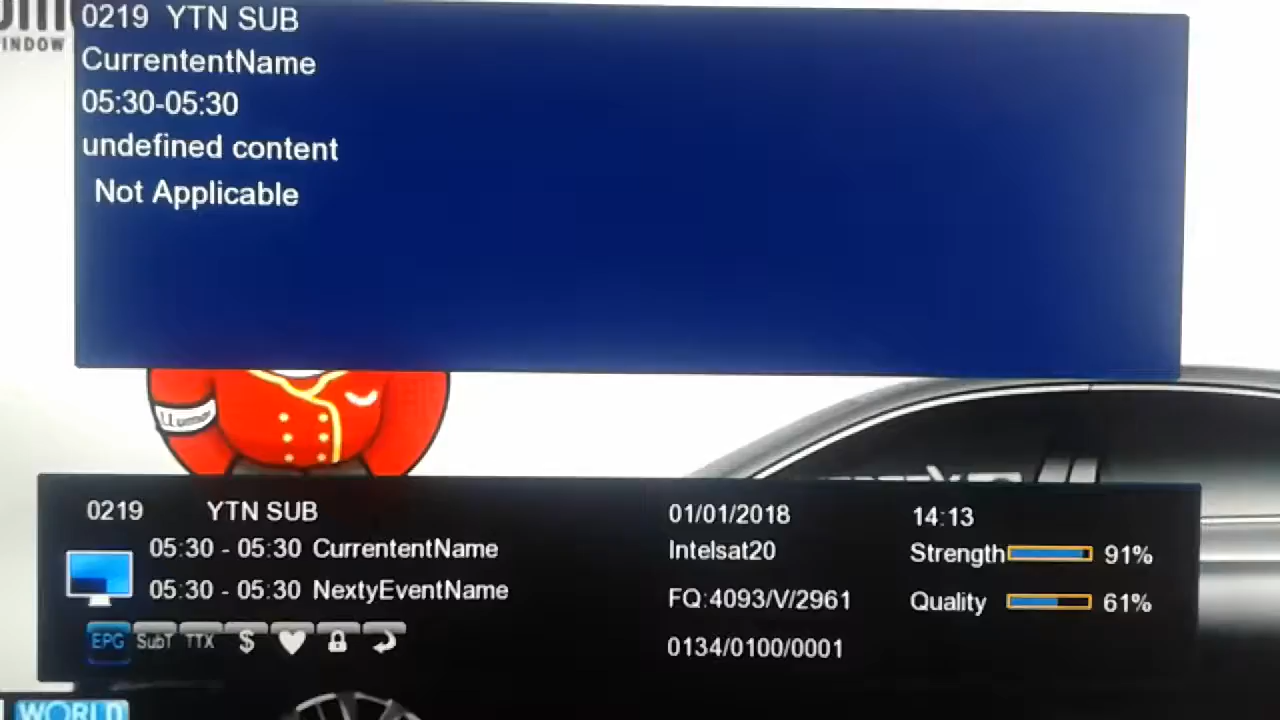 INDOW
0219 YTN SUB
CurrententName
05:30-05:30
undefined content
Not Applicable
0219 YTN SUB
05:30 - 05:30 CurrententName
05:30 - 05:30 NextyEventName
EPG SubT TTX $
01/01/2018 14:13
Intelsat20 Strength 91%
FQ:4093/V/2961 Quality 61%
0134/0100/0001
WORLD